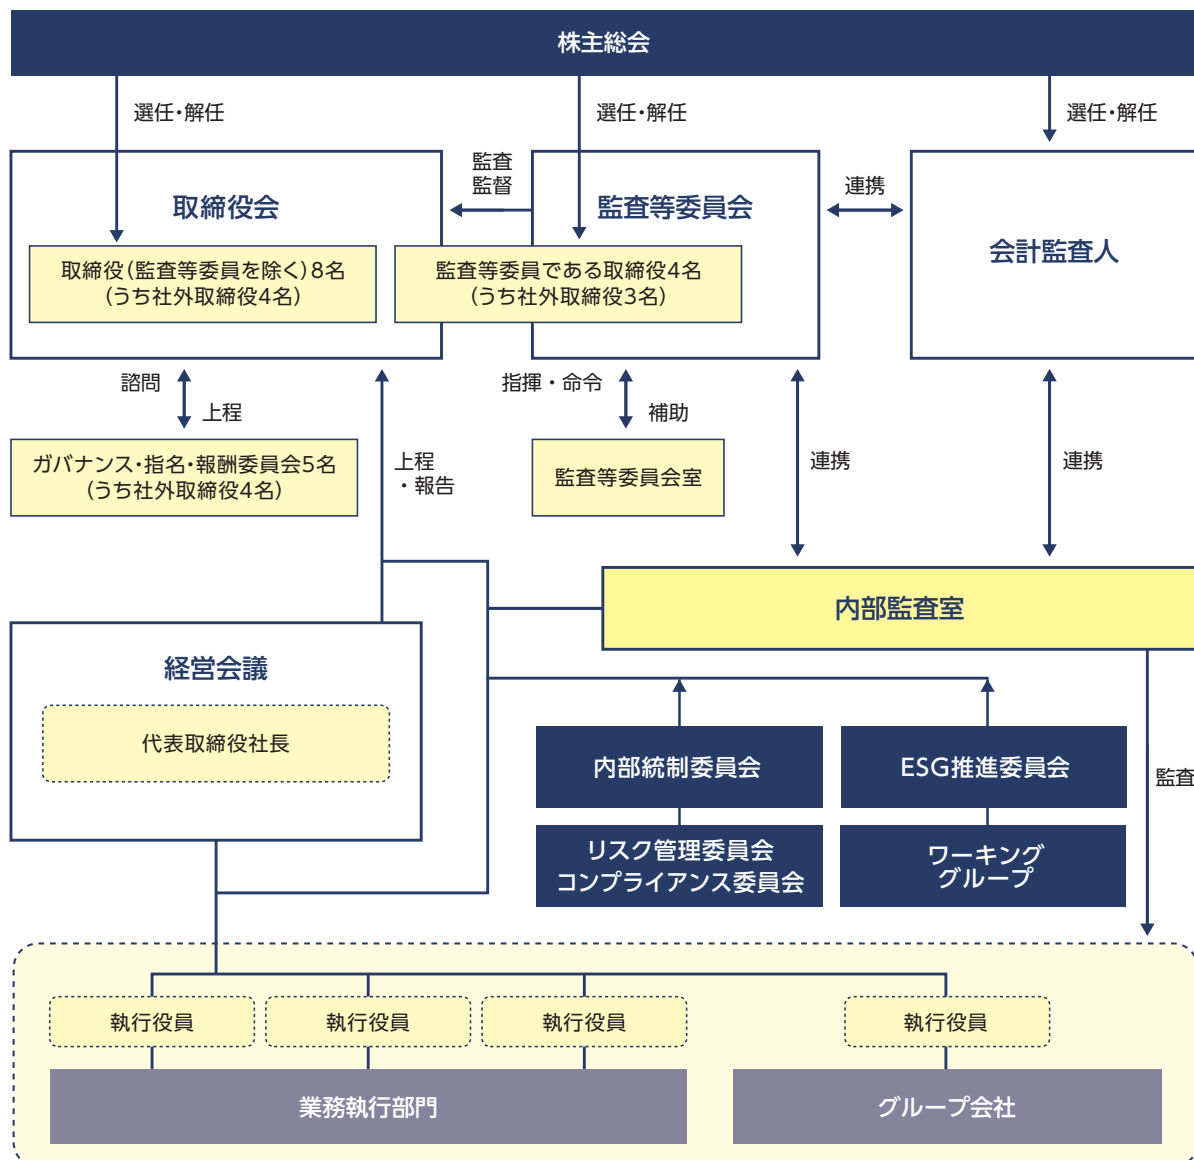 株主総会
選任・解任
選任・解任
選任・解任
取締役会
監査
監督
監査等委員会
連携
会計監査人
取締役(監査等委員を除く)8名
(うち社外取締役4名)
監査等委員である取締役4名
(うち社外取締役3名)
諮問
上程
指揮・命令
補助
ガバナンス・指名・報酬委員会5名
(うち社外取締役4名)
上程
・報告
監査等委員会室
連携
連携
内部監査室
経営会議
代表取締役社長
内部統制委員会
ESG推進委員会
監査
リスク管理委員会
コンプライアンス委員会
ワーキング
グループ
執行役員
執行役員
執行役員
執行役員
業務執行部門
グループ会社